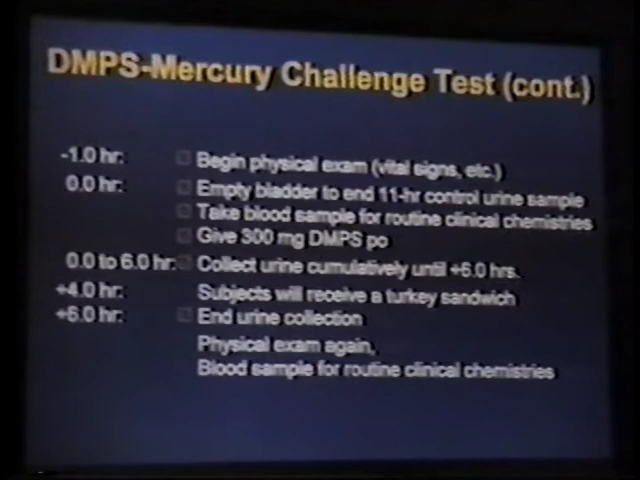 DMPS-Mercury Challenge Test (cont.)
-1.0 hr: Begin physical exam (vital signs, etc.)
0.0 hr: Empty bladder to end 11-hr control urine sample
Take blood sample for routine clinical chemistries
Give 300 mg DMPS po
0.0 to 6.0 hr: Collect urine cumulatively until +6.0 hrs.
+4.0 hr: Subjects will receive a turkey sandwich
+6.0 hr: End urine collection
Physical exam again,
Blood sample for routine clinical chemistries